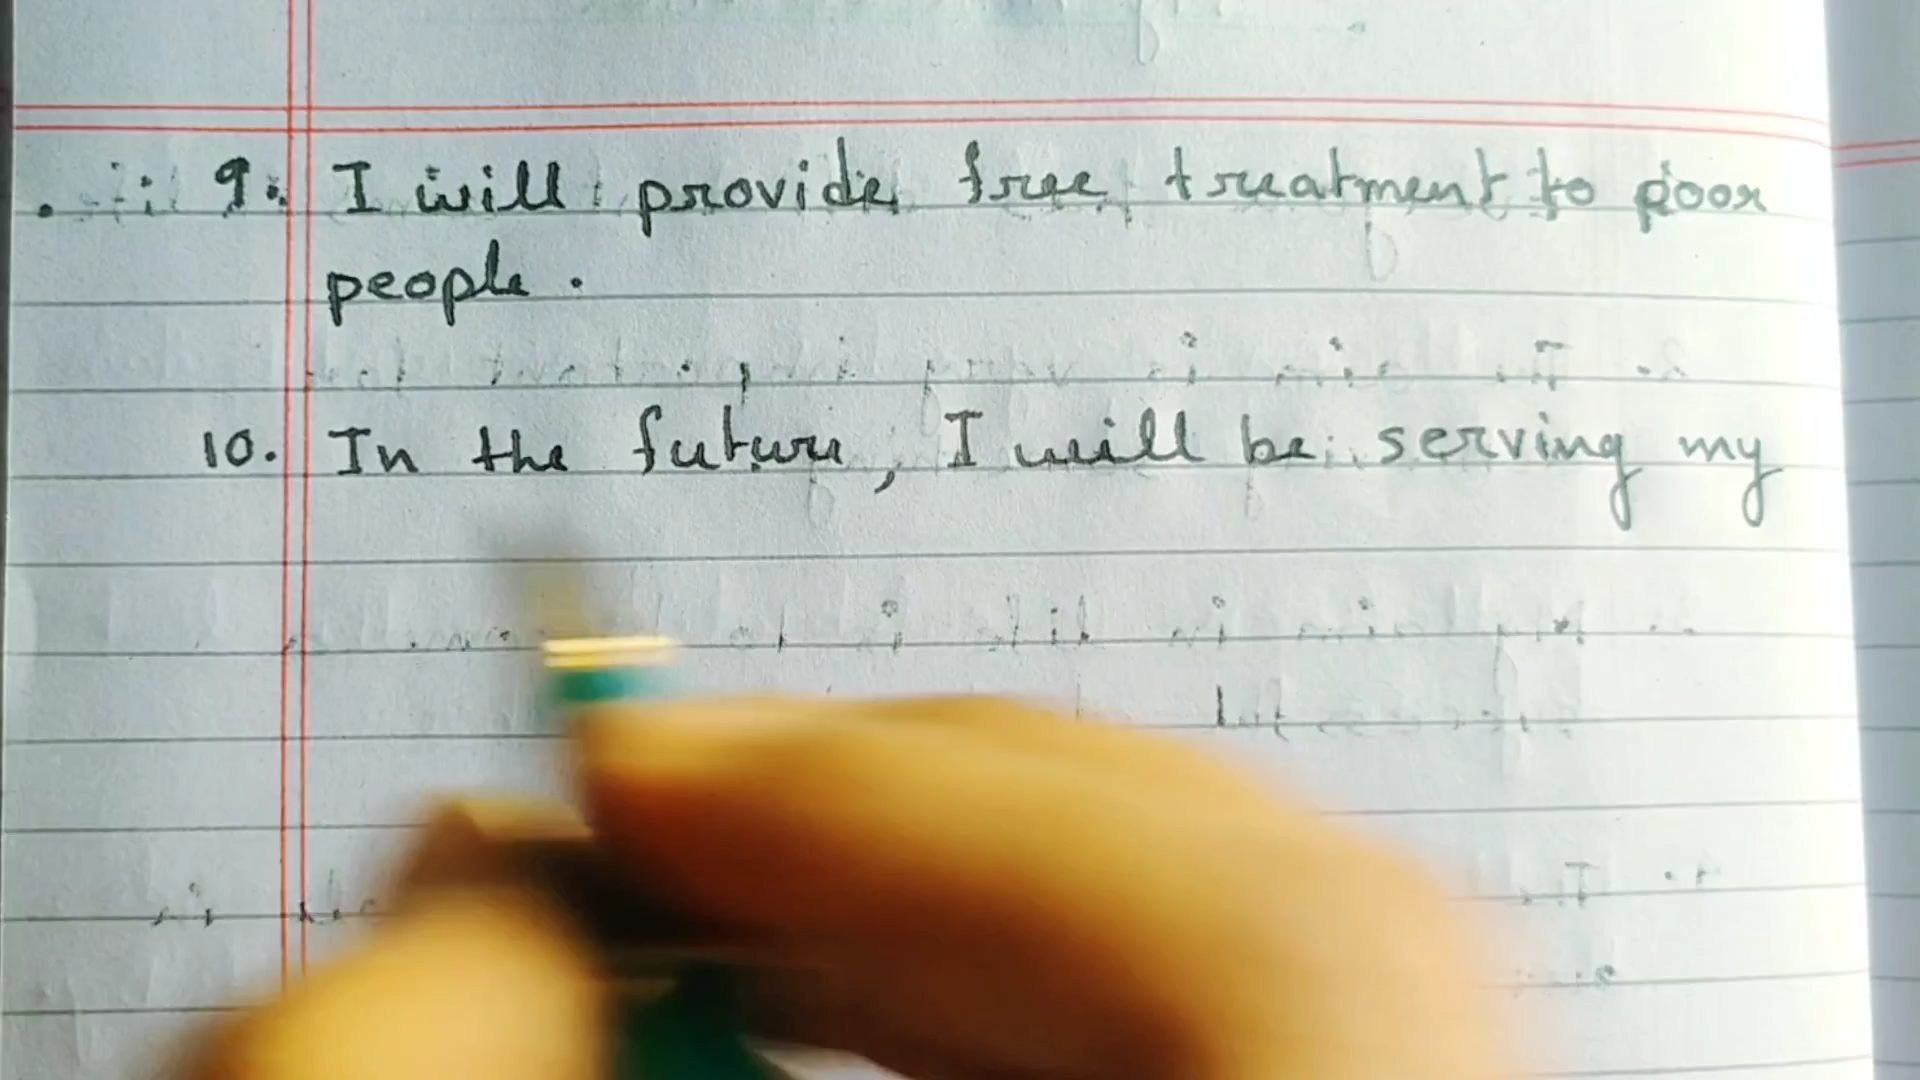 9. I will provide free treatment to poor
people.
10. In the future, I will be serving my